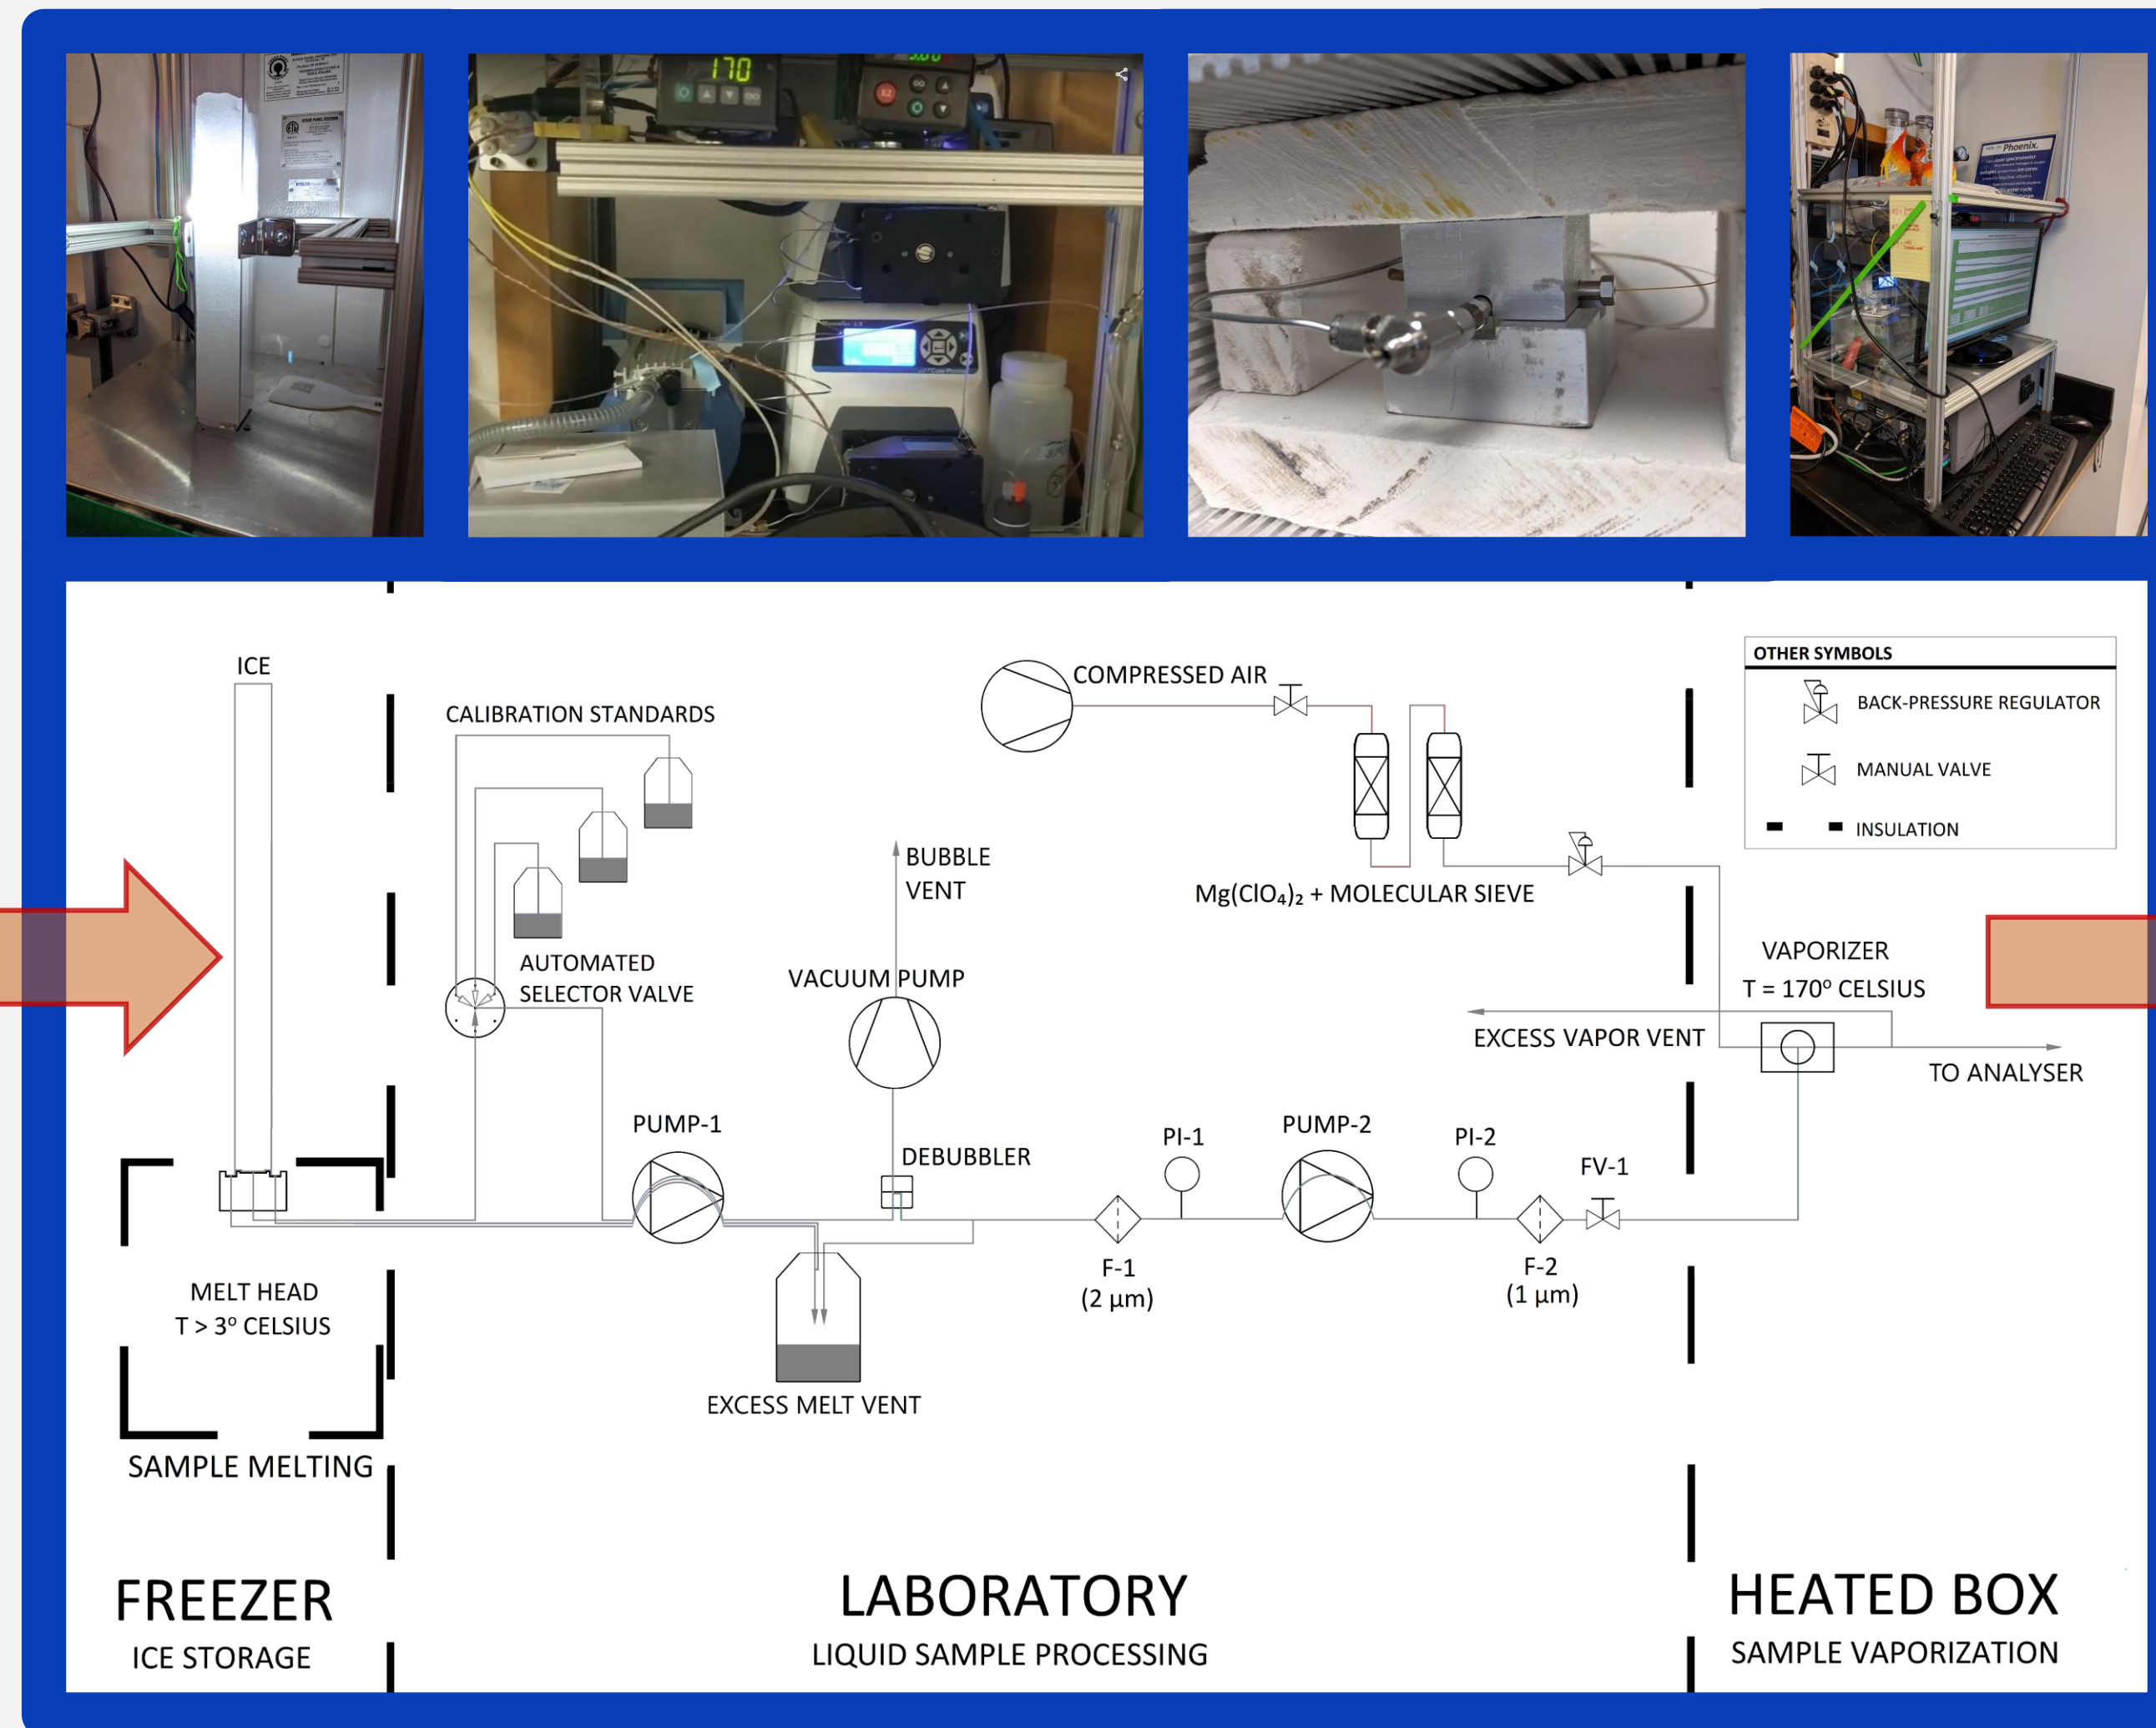 170
Phoenix.
ICE
CALIBRATION STANDARDS
COMPRESSED AIR
OTHER SYMBOLS
BACK-PRESSURE REGULATOR
MANUAL VALVE
INSULATION
BUBBLE
VENT
Mg(ClO₄)₂ + MOLECULAR SIEVE
AUTOMATED
SELECTOR VALVE
VACUUM PUMP
VAPORIZER
T = 170° CELSIUS
EXCESS VAPOR VENT
TO ANALYSER
PUMP-1
DEBUBBLER
PI-1
PUMP-2
PI-2
FV-1
F-1
(2 μm)
F-2
(1 μm)
MELT HEAD
T > 3° CELSIUS
EXCESS MELT VENT
SAMPLE MELTING
FREEZER
ICE STORAGE
LABORATORY
LIQUID SAMPLE PROCESSING
HEATED BOX
SAMPLE VAPORIZATION